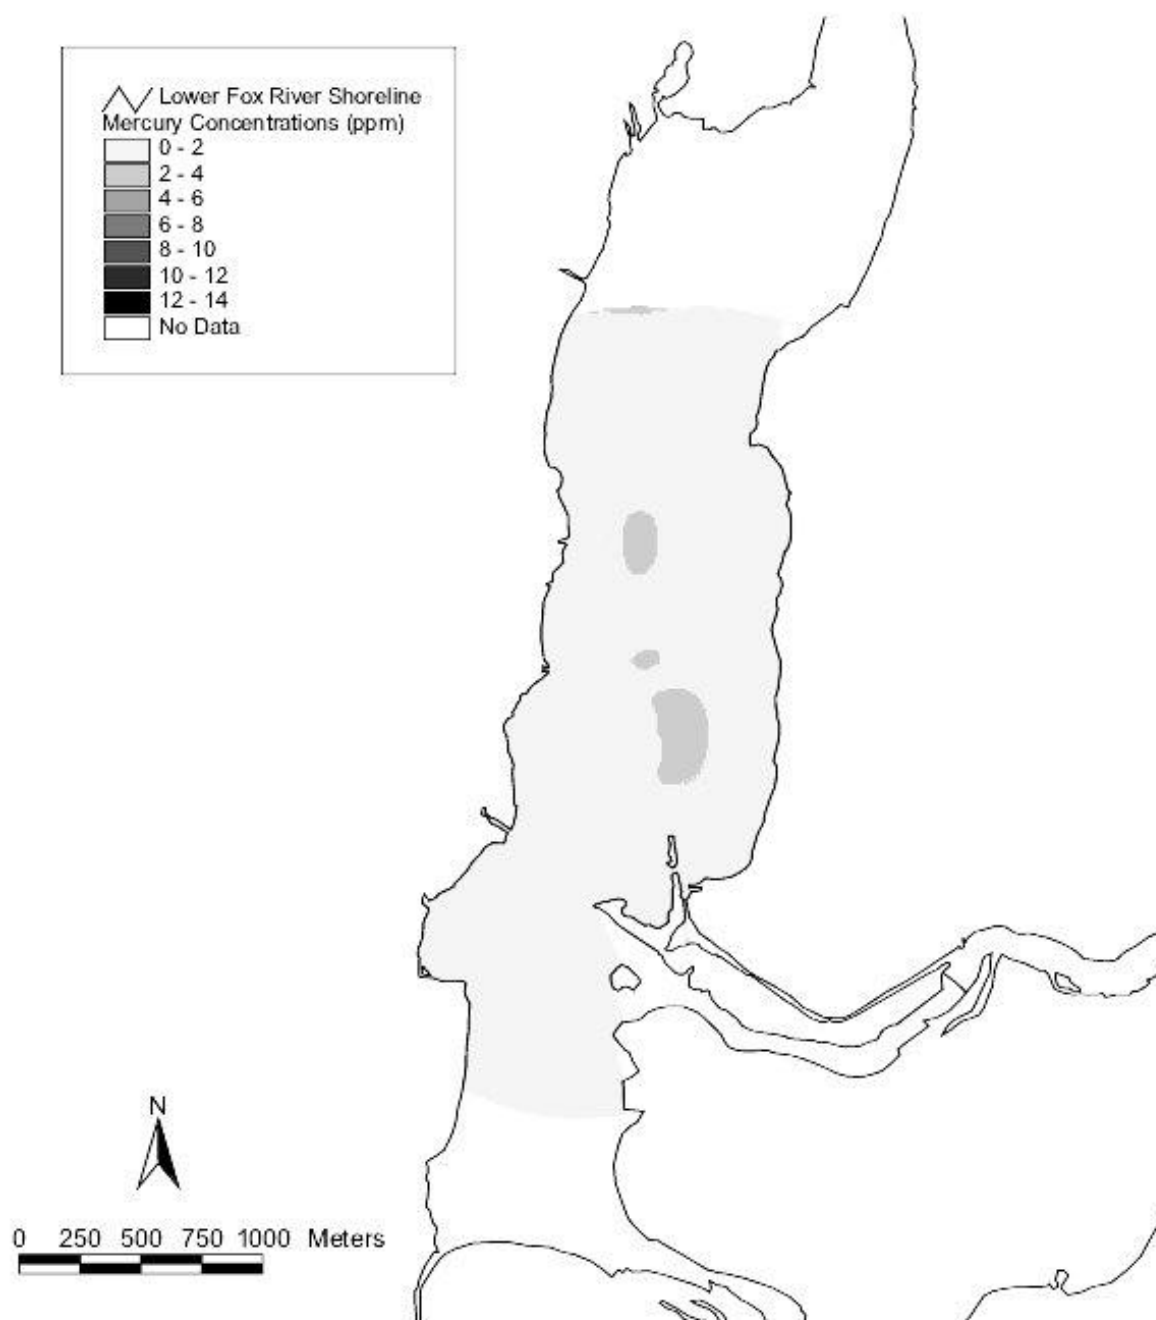 Lower Fox River Shoreline
Mercury Concentrations (ppm)
0 - 2
2 - 4
4 - 6
6 - 8
8 - 10
10 - 12
12 - 14
No Data
N
0 250 500 750 1000 Meters